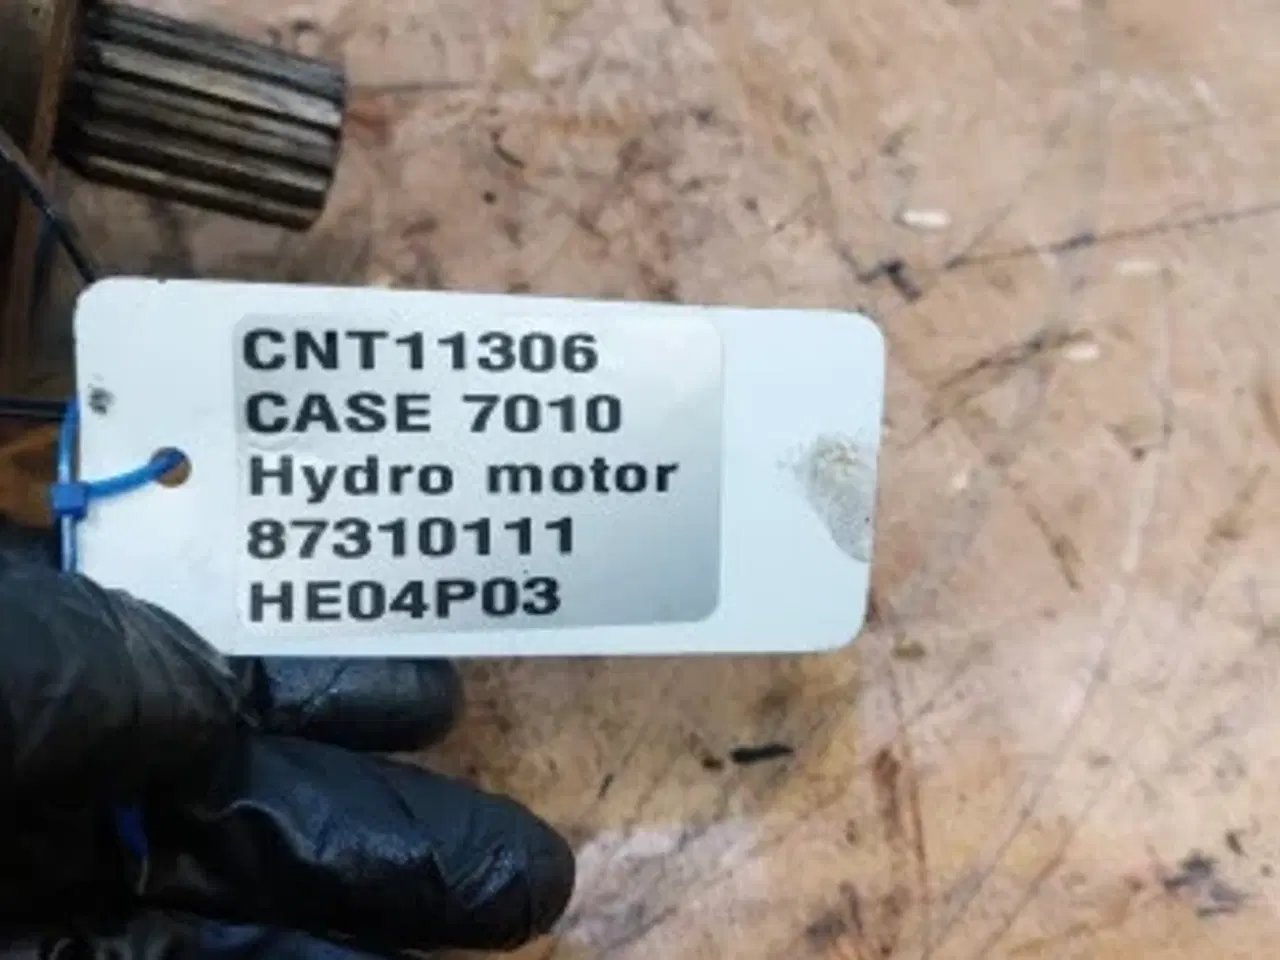 CNT11306
CASE 7010
Hydro motor
87310111
HE04P03